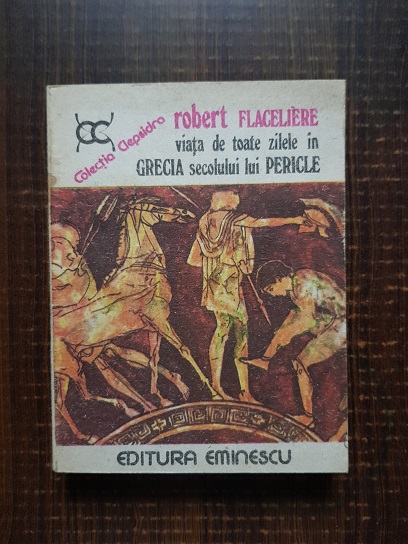 Colecția Clepsidra
robert FLACELIÈRE
viața de toate zilele în
GRECIA secolului lui PERICLE
EDITURA EMINESCU